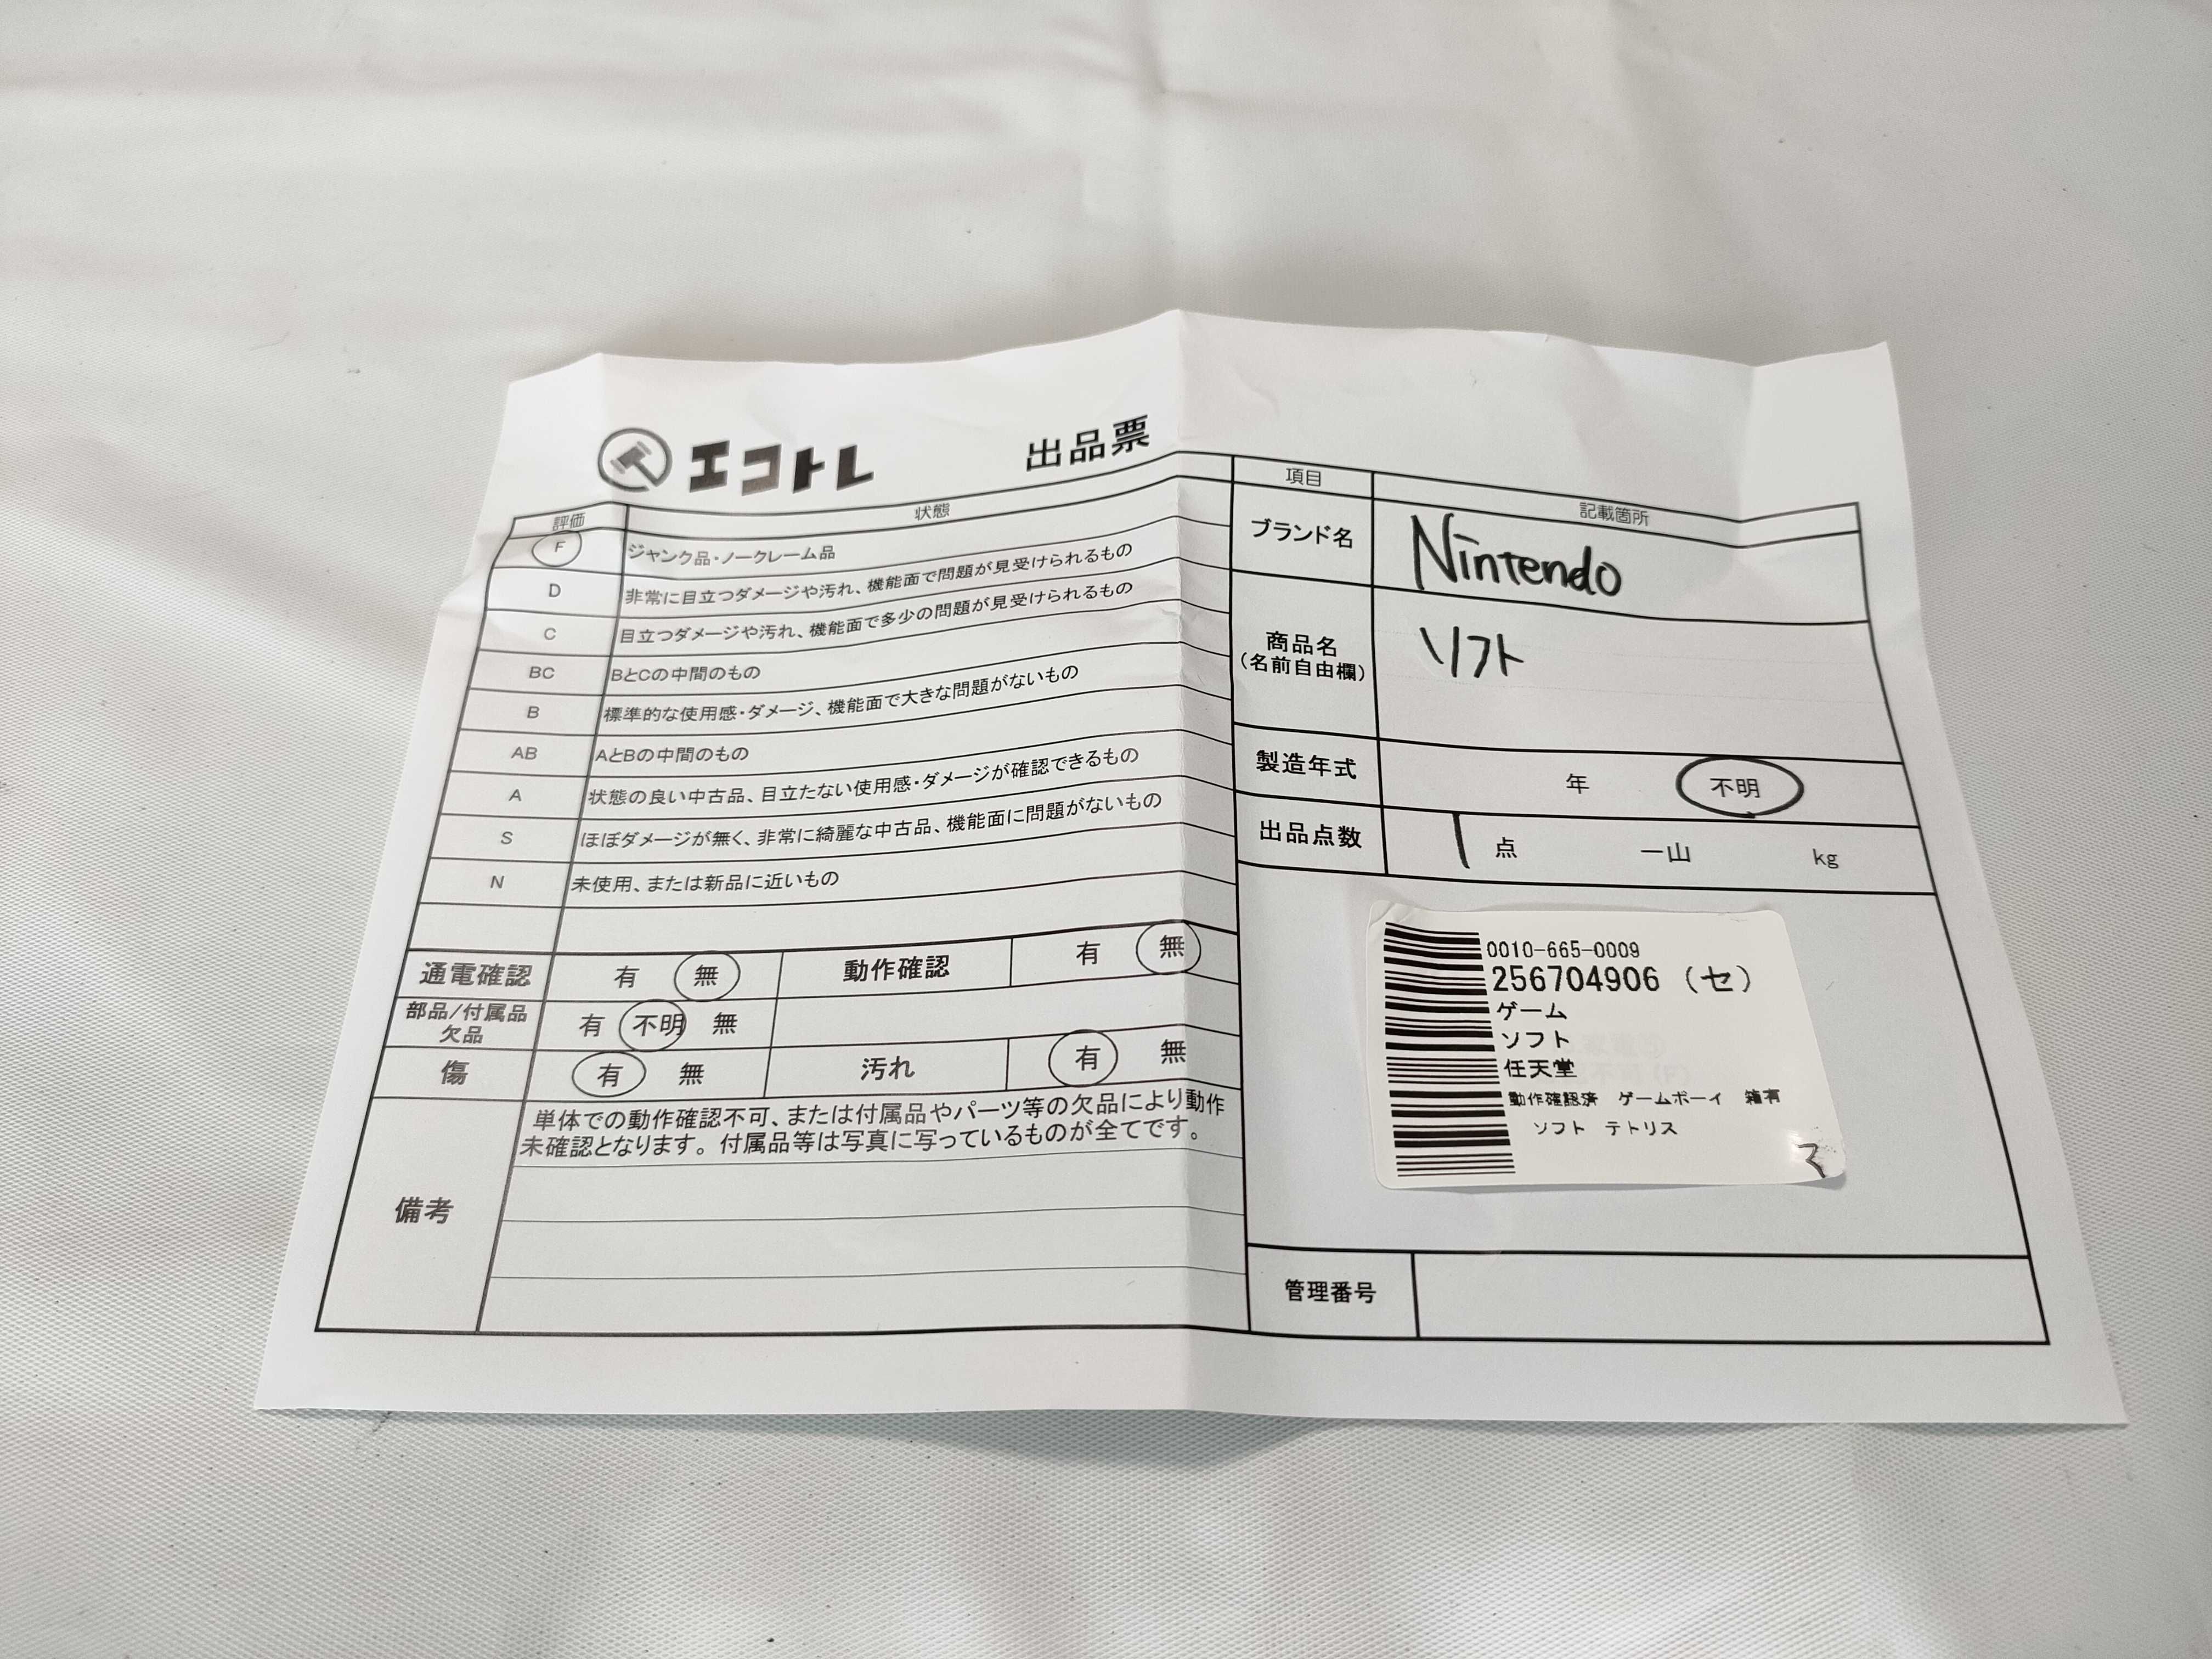 エコトレ 出品票
評価 状態
F ジャンク品・ノークレーム品
D 非常に目立つダメージや汚れ、機能面で問題が見受けられるもの
C 目立つダメージや汚れ、機能面で多少の問題が見受けられるもの
BC BとCの中間のもの
B 標準的な使用感・ダメージ、機能面で大きな問題がないもの
AB AとBの中間のもの
A 状態の良い中古品、目立たない使用感・ダメージが確認できるもの
S ほぼダメージが無く、非常に綺麗な中古品、機能面に問題がないもの
N 未使用、または新品に近いもの
通電確認 有 無 動作確認 有 無
部品/付属品
欠品 有 不明 無
傷 有 無 汚れ 有 無
備考
単体での動作確認不可、または付属品やパーツ等の欠品により動作
未確認となります。付属品等は写真に写っているものが全てです。
項目 記載箇所
ブランド名 Nintendo
商品名
(名前自由欄) ソフト
製造年式 年 不明
出品点数 1 点 一山 kg
0010-665-0009
256704906 (セ)
ゲーム
ソフト
任天堂
動作確認済 ゲームボーイ 箱有
ソフト テトリス
管理番号